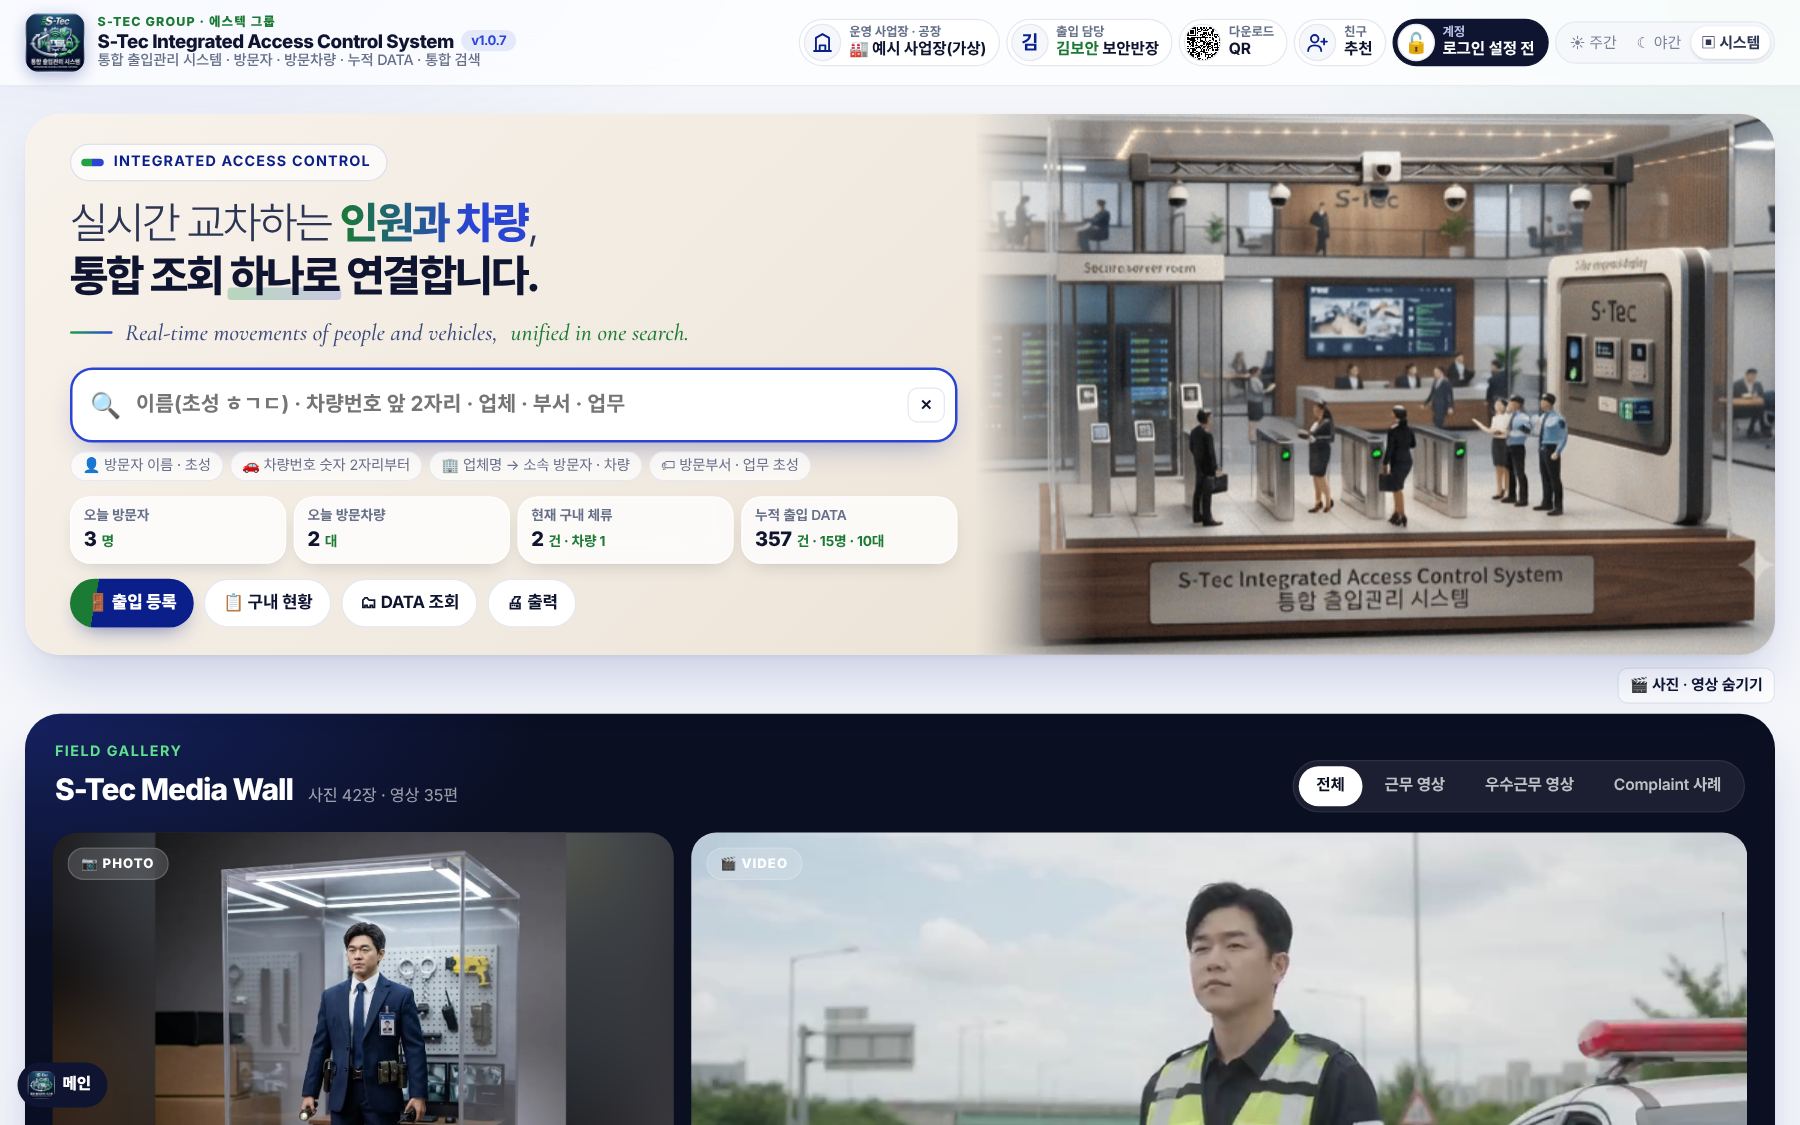 S-TEC GROUP · 에스텍 그룹
S-Tec Integrated Access Control System v1.0.7
통합 출입관리 시스템 · 방문자 · 방문차량 · 누적 DATA · 통합 검색
운영 사업장 · 공장
🏭 예시 사업장(가상)
김
출입 담당
김보안 보안반장
다운로드
QR
친구
추천
계정
로그인 설정 전
☀ 주간
☾ 야간
▣ 시스템
INTEGRATED ACCESS CONTROL
실시간 교차하는 인원과 차량,
통합 조회 하나로 연결합니다.
Real-time movements of people and vehicles, unified in one search.
🔍 이름(초성 ㅎㄱㄷ) · 차량번호 앞 2자리 · 업체 · 부서 · 업무
✕
👤 방문자 이름 · 초성
🚗 차량번호 숫자 2자리부터
🏢 업체명 → 소속 방문자 · 차량
🏷 방문부서 · 업무 초성
오늘 방문자
3 명
오늘 방문차량
2 대
현재 구내 체류
2 건 · 차량 1
누적 출입 DATA
357 건 · 15명 · 10대
🚪 출입 등록
📋 구내 현황
🗂 DATA 조회
🖨 출력
S-Tec
Secure server room
S·Tec
S-Tec Integrated Access Control System
통합 출입관리 시스템
🎬 사진 · 영상 숨기기
FIELD GALLERY
S-Tec Media Wall 사진 42장 · 영상 35편
전체
근무 영상
우수근무 영상
Complaint 사례
📷 PHOTO
🎬 VIDEO
메인